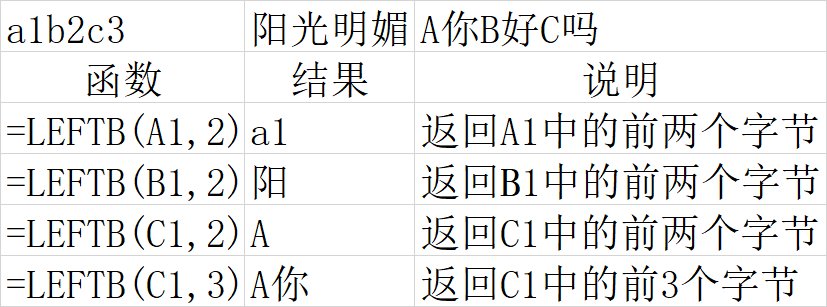 a1b2c3 阳光明媚 A你B好C吗
函数 结果 说明
=LEFTB(A1,2) a1 返回A1中的前两个字节
=LEFTB(B1,2) 阳 返回B1中的前两个字节
=LEFTB(C1,2) A 返回C1中的前两个字节
=LEFTB(C1,3) A你 返回C1中的前3个字节